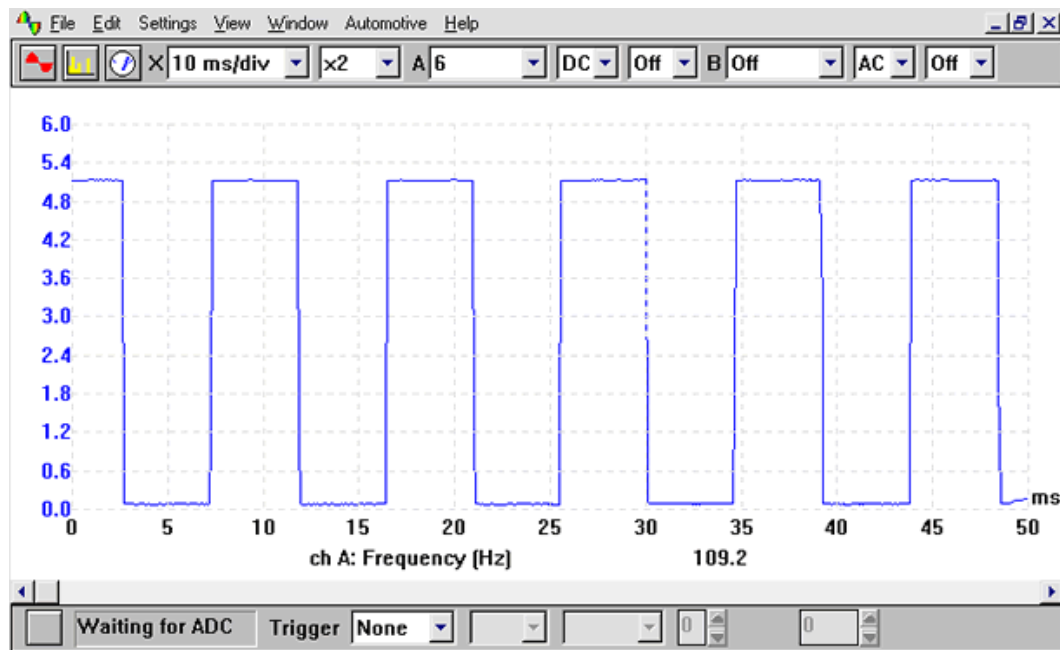 File Edit Settings View Window Automotive Help
X 10 ms/div x2 A 6 DC Off B Off AC Off
6.0
5.4
4.8
4.2
3.6
3.0
2.4
1.8
1.2
0.6
0.0
ms
0 5 10 15 20 25 30 35 40 45 50
ch A: Frequency (Hz) 109.2
Waiting for ADC Trigger None 0 0